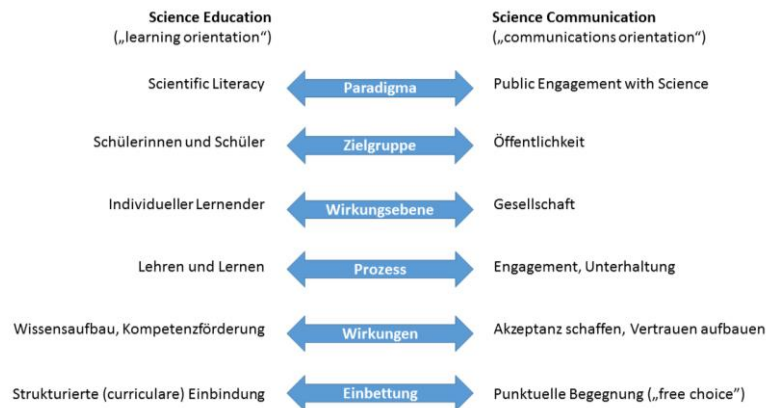 Science Education
(„learning orientation“)
Science Communication
(„communications orientation“)
Scientific Literacy
Paradigma
Public Engagement with Science
Schülerinnen und Schüler
Zielgruppe
Öffentlichkeit
Individueller Lernender
Wirkungsebene
Gesellschaft
Lehren und Lernen
Prozess
Engagement, Unterhaltung
Wissensaufbau, Kompetenzförderung
Wirkungen
Akzeptanz schaffen, Vertrauen aufbauen
Strukturierte (curriculare) Einbindung
Einbettung
Punktuelle Begegnung („free choice”)